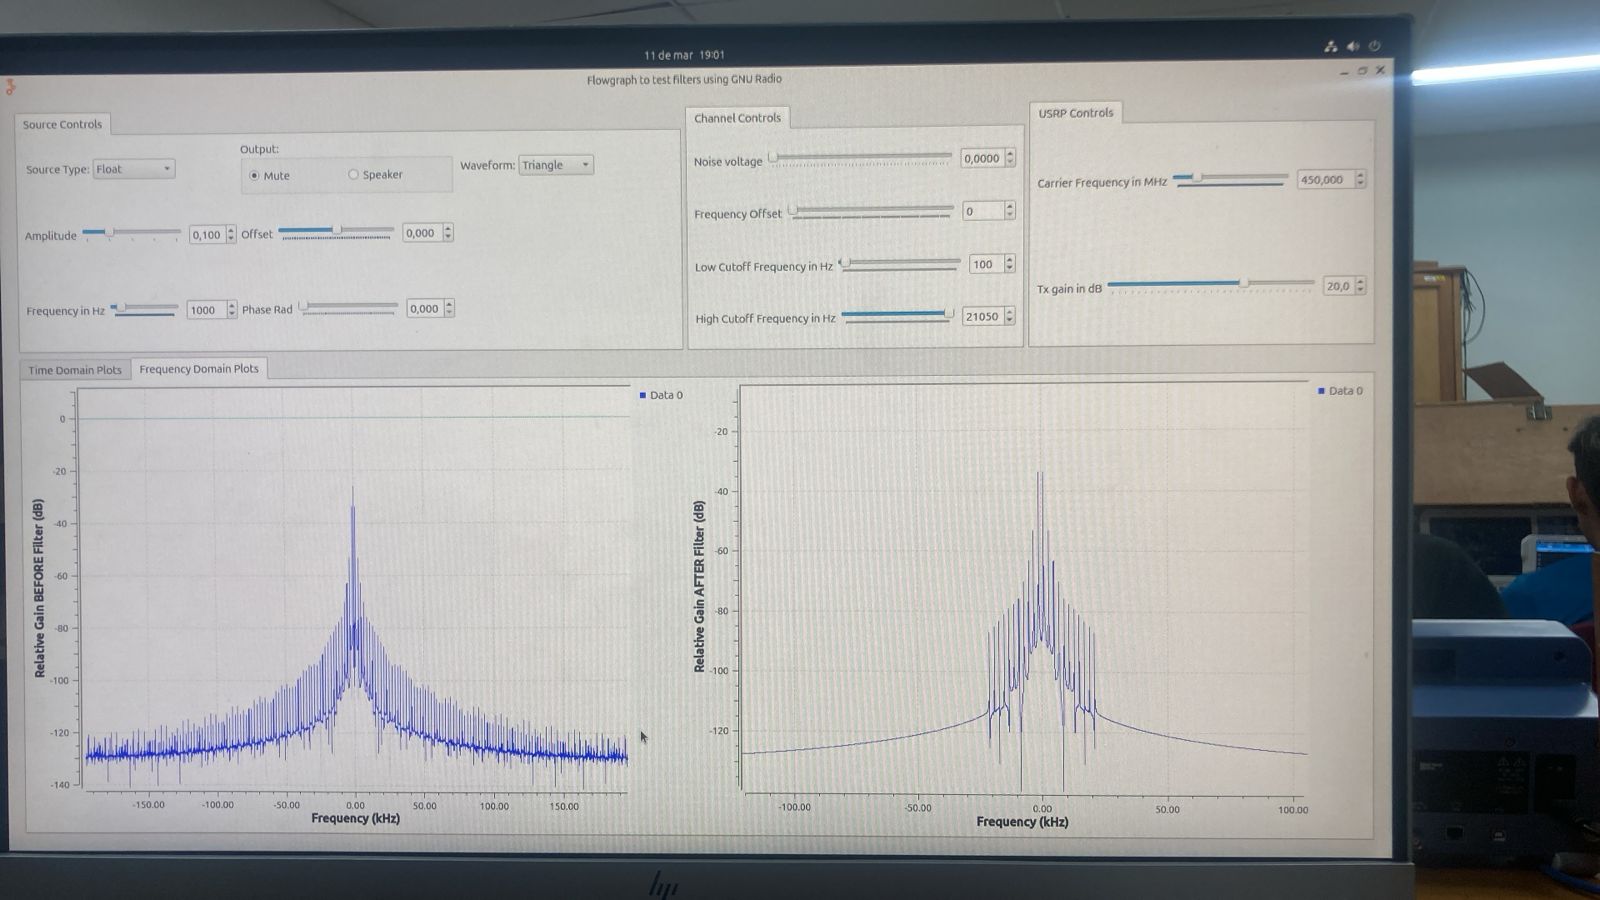 11 de mar 19:01
Flowgraph to test filters using GNU Radio
Source Controls
Source Type: Float
Output:
Mute
Speaker
Waveform: Triangle
Amplitude 0,100
Offset 0,000
Frequency in Hz 1000
Phase Rad 0,000
Channel Controls
Noise voltage 0,0000
Frequency Offset 0
Low Cutoff Frequency in Hz 100
High Cutoff Frequency in Hz 21050
USRP Controls
Carrier Frequency in MHz 450,000
Tx gain in dB 20,0
Time Domain Plots
Frequency Domain Plots
Data 0
Relative Gain BEFORE Filter (dB)
0
-20
-40
-60
-80
-100
-120
-140
-150.00 -100.00 -50.00 0.00 50.00 100.00 150.00
Frequency (kHz)
Data 0
Relative Gain AFTER Filter (dB)
-20
-40
-60
-80
-100
-120
-100.00 -50.00 0.00 50.00 100.00
Frequency (kHz)
hp